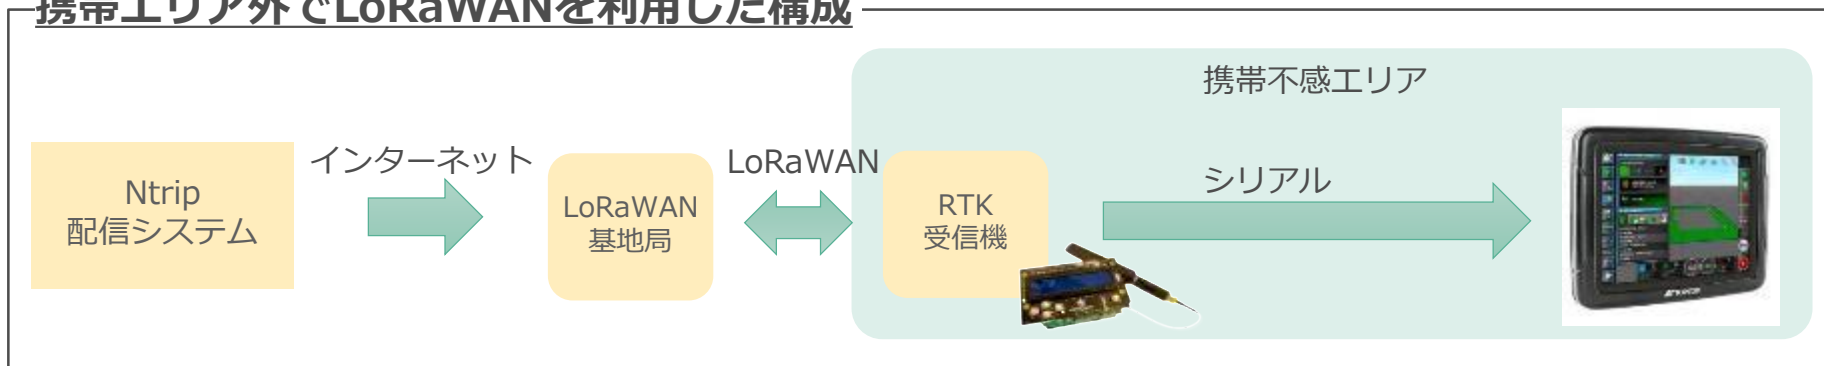 携帯エリア外でLoRaWANを利用した構成
携帯不感エリア
インターネット
LoRaWAN
シリアル
Ntrip
配信システム
LoRaWAN
基地局
RTK
受信機